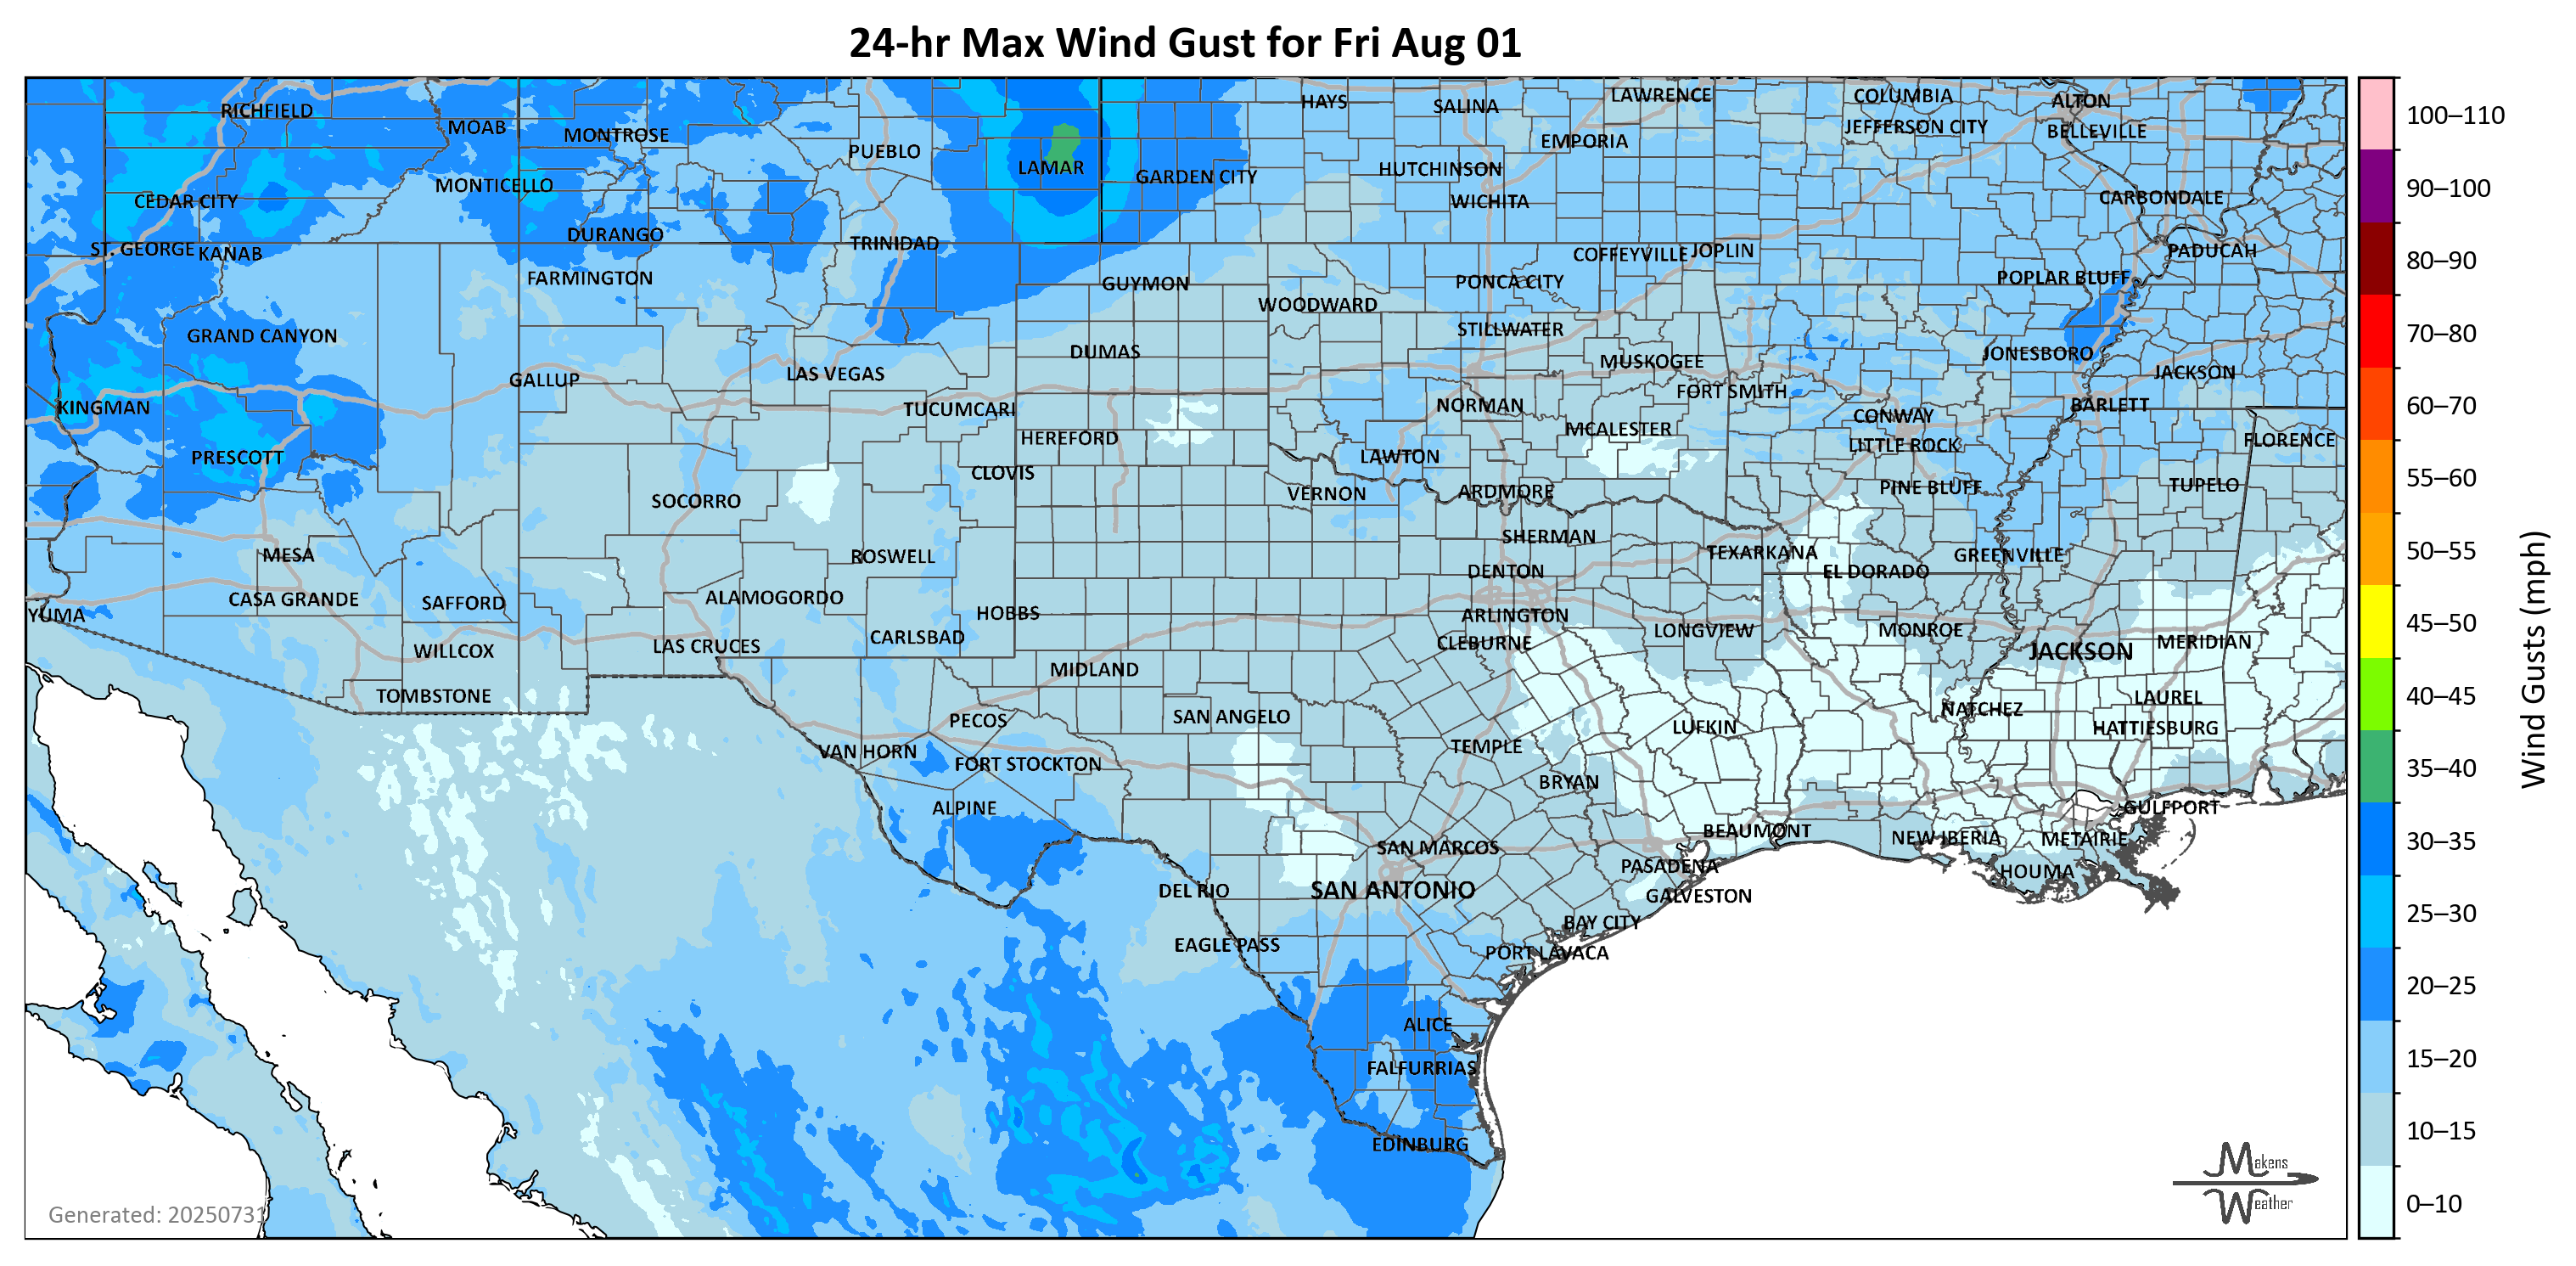 24-hr Max Wind Gust for Fri Aug 01
RICHFIELD
MOAB
MONTROSE
PUEBLO
LAMAR
GARDEN CITY
HAYS
SALINA
LAWRENCE
EMPORIA
HUTCHINSON
WICHITA
COLUMBIA
JEFFERSON CITY
ALTON
BELLEVILLE
CARBONDALE
CEDAR CITY
MONTICELLO
DURANGO
TRINIDAD
ST. GEORGE
KANAB
FARMINGTON
GUYMON
WOODWARD
PONCA CITY
COFFEYVILLE
JOPLIN
POPLAR BLUFF
PADUCAH
GRAND CANYON
DUMAS
STILLWATER
MUSKOGEE
JONESBORO
JACKSON
GALLUP
LAS VEGAS
FORT SMITH
KINGMAN
TUCUMCARI
NORMAN
CONWAY
BARLETT
HEREFORD
MCALESTER
LITTLE ROCK
FLORENCE
PRESCOTT
CLOVIS
LAWTON
SOCORRO
VERNON
ARDMORE
PINE BLUFF
TUPELO
MESA
ROSWELL
SHERMAN
TEXARKANA
GREENVILLE
DENTON
EL DORADO
YUMA
CASA GRANDE
SAFFORD
ALAMOGORDO
HOBBS
ARLINGTON
LAS CRUCES
CARLSBAD
CLEBURNE
LONGVIEW
MONROE
JACKSON
MERIDIAN
WILLCOX
MIDLAND
TOMBSTONE
PECOS
SAN ANGELO
LUFKIN
NATCHEZ
LAUREL
HATTIESBURG
VAN HORN
FORT STOCKTON
TEMPLE
BRYAN
ALPINE
GULFPORT
SAN MARCOS
BEAUMONT
NEW IBERIA
METAIRIE
PASADENA
HOUMA
DEL RIO
SAN ANTONIO
GALVESTON
BAY CITY
EAGLE PASS
PORT LAVACA
ALICE
FALFURRIAS
EDINBURG
Generated: 20250731
Makens
Weather
100–110
90–100
80–90
70–80
60–70
55–60
50–55
45–50
40–45
35–40
30–35
25–30
20–25
15–20
10–15
0–10
Wind Gusts (mph)